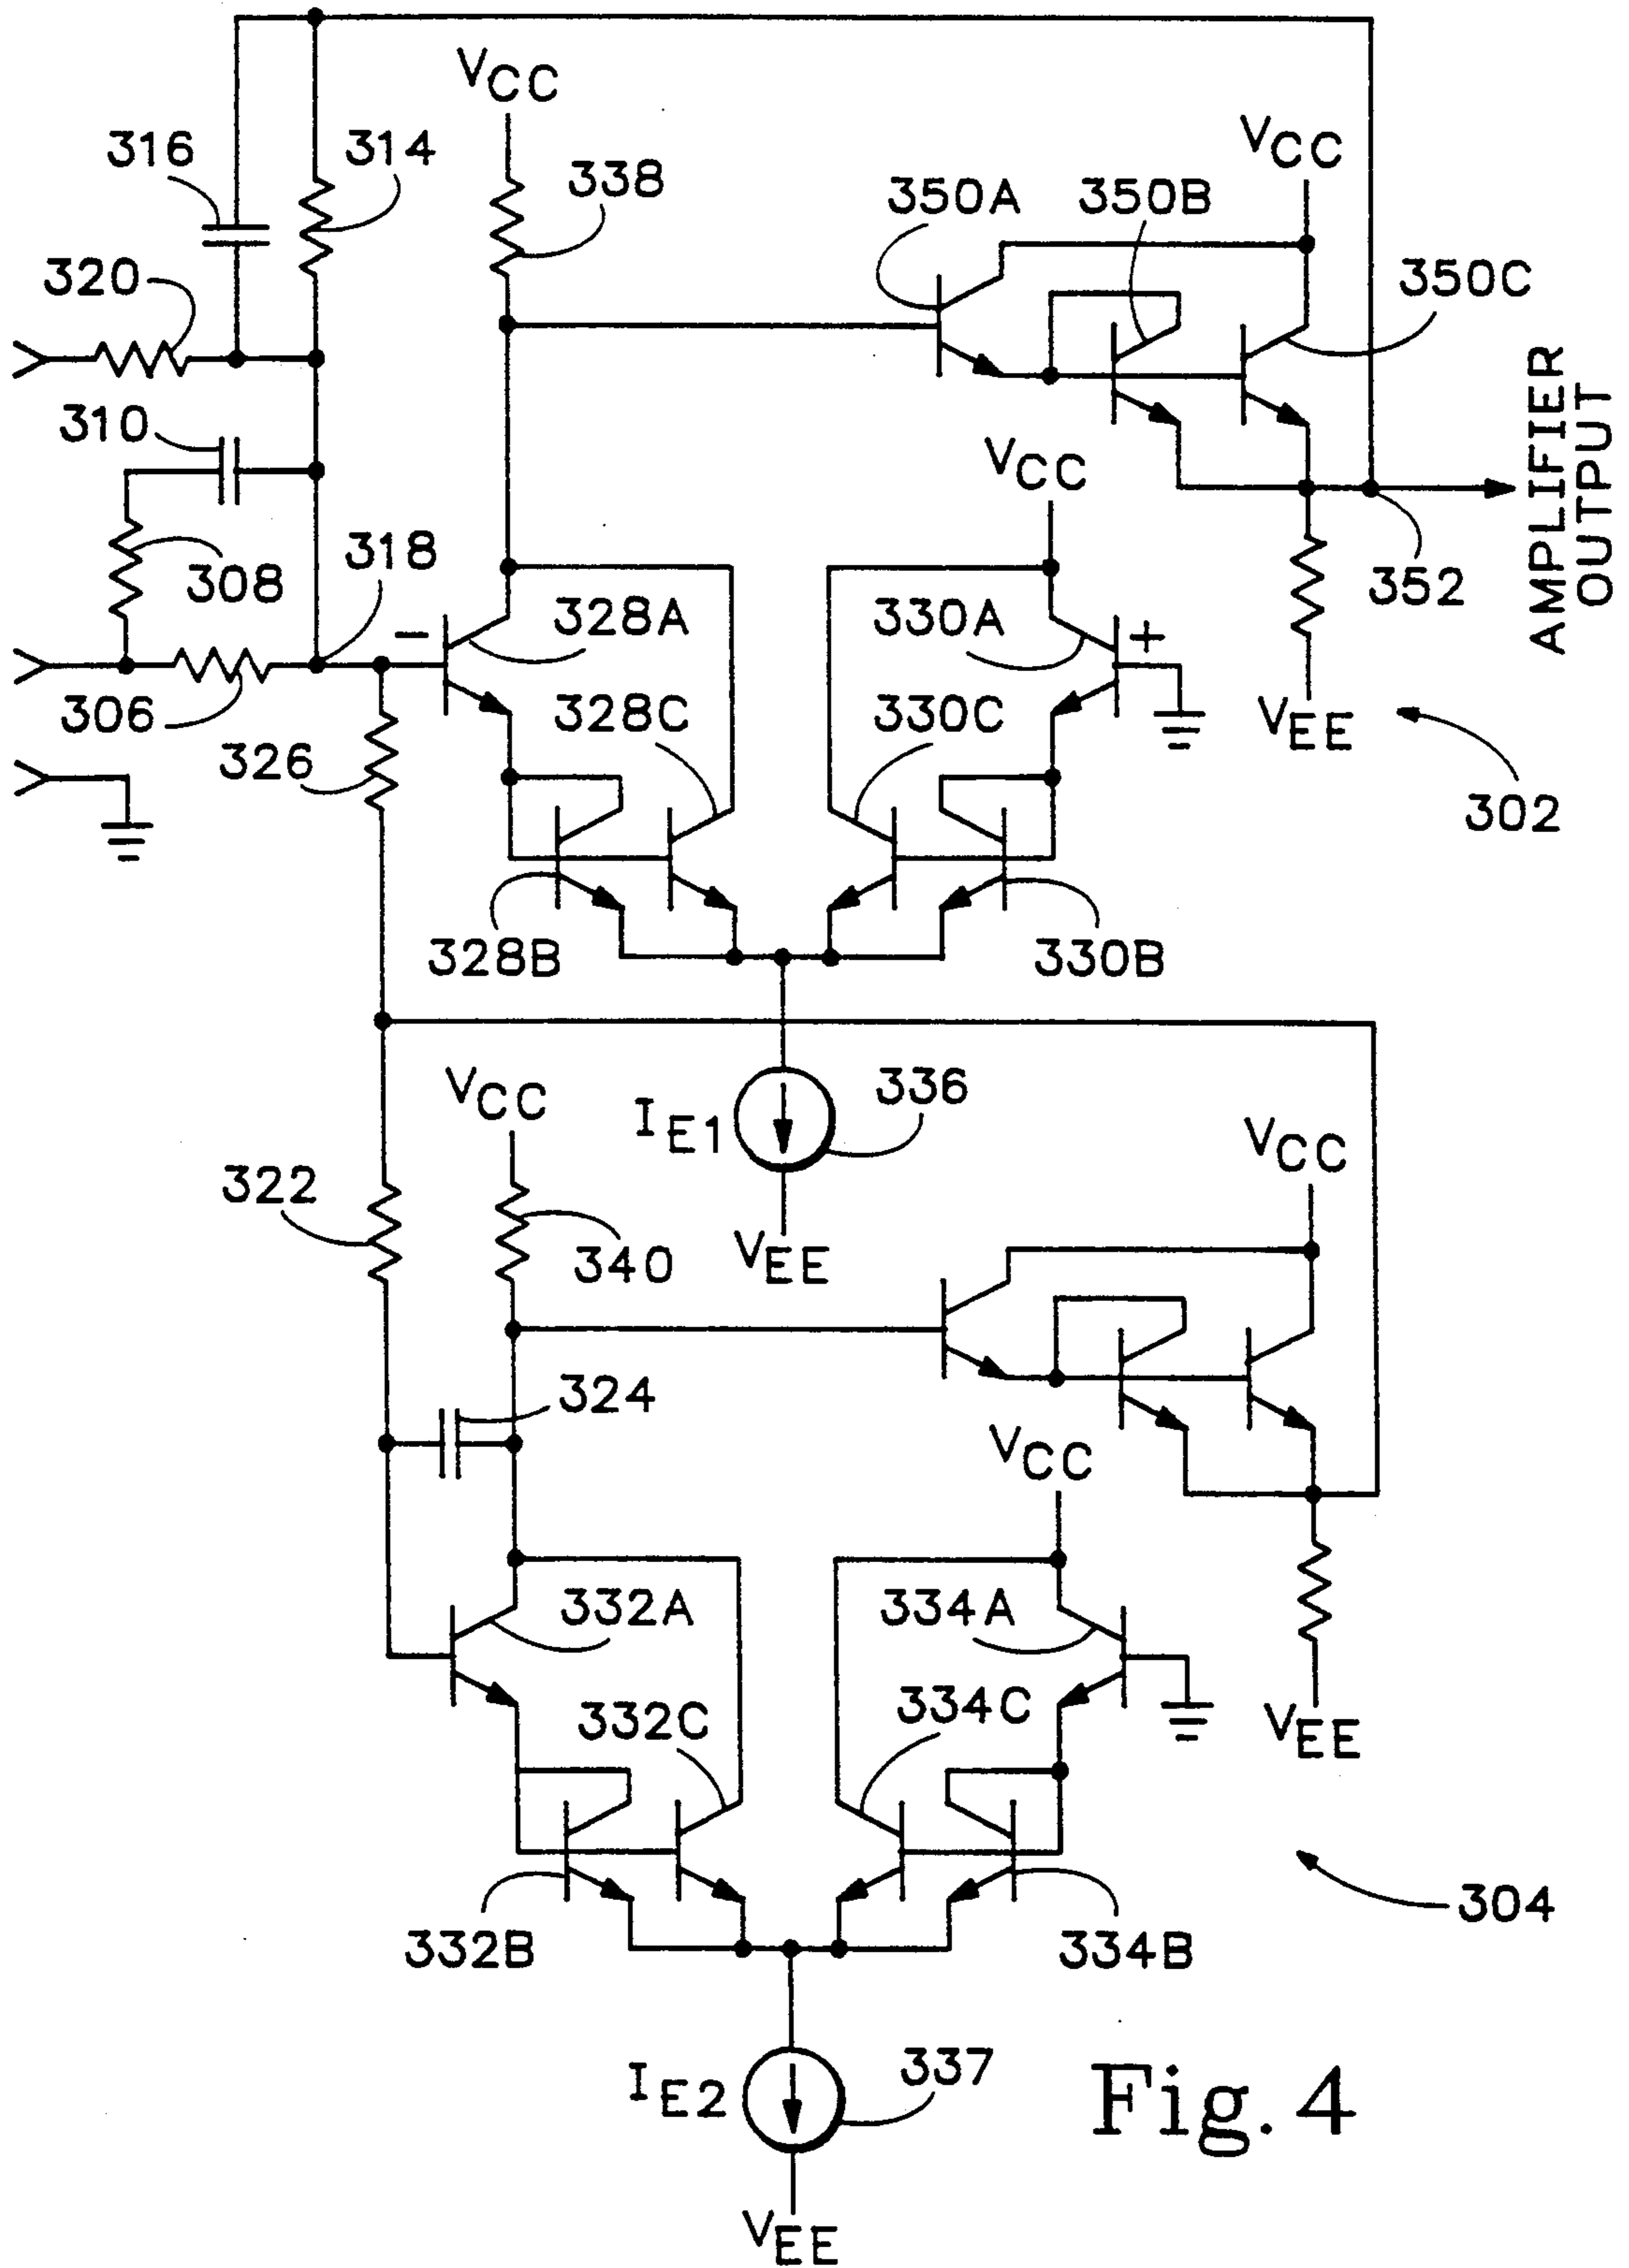 VCC
316
314
338
350A
350B
VCC
350C
320
310
VCC
AMPLIFIER
OUTPUT
318
308
328A
330A
352
-
+
306
328C
330C
VEE
326
302
328B
330B
VCC
336
IE1
VCC
322
340
VEE
324
VCC
332A
334A
332C
334C
VEE
304
332B
334B
IE2
337
Fig. 4
VEE